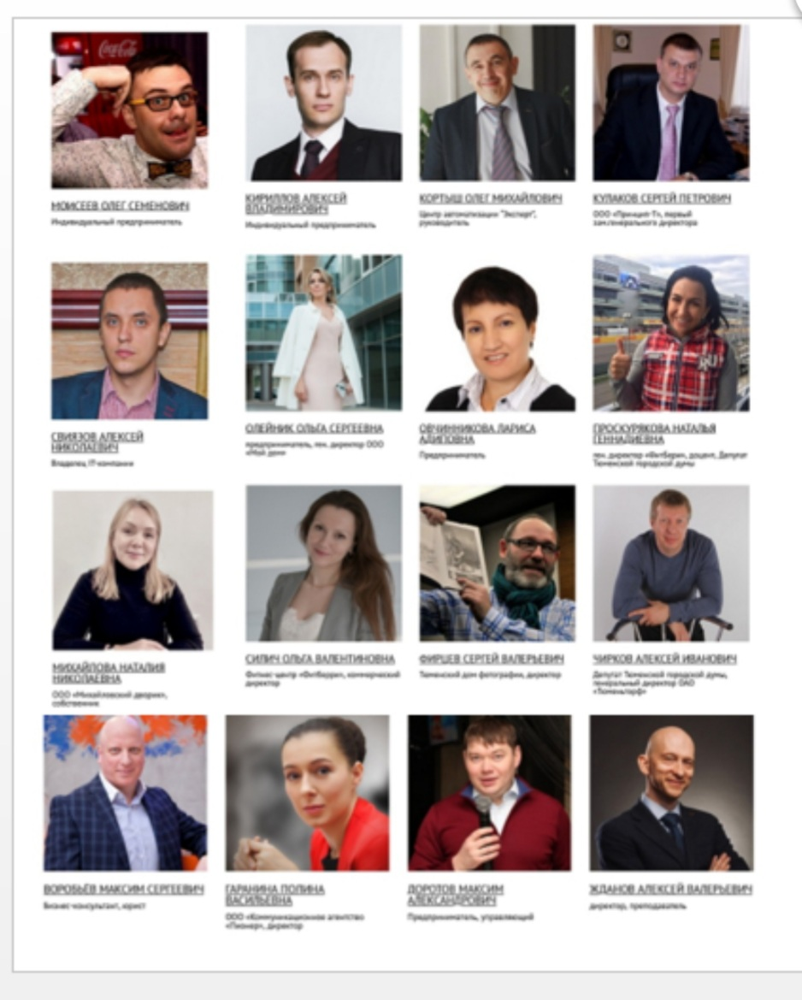 Coca-Cola
МОИСЕЕВ ОЛЕГ СЕМЕНОВИЧ
Индивидуальный предприниматель
КИРИЛЛОВ АЛЕКСЕЙ
ВЛАДИМИРОВИЧ
Индивидуальный предприниматель
КОРТЫШ ОЛЕГ МИХАЙЛОВИЧ
Центр автоматизации "Эксперт",
руководитель
КУЛАКОВ СЕРГЕЙ ПЕТРОВИЧ
ООО «Принцип-Т», первый
зам.генерального директора
СВИЯЗОВ АЛЕКСЕЙ
НИКОЛАЕВИЧ
Владелец IT-компании
ОЛЕЙНИК ОЛЬГА СЕРГЕЕВНА
предприниматель, ген. директор ООО
«Мой дом»
ОВЧИННИКОВА ЛАРИСА
АДИПОВНА
Предприниматель
ПРОСКУРЯКОВА НАТАЛЬЯ
ГЕННАДИЕВНА
ген. директор «Фитбери», доцент, Депутат
Тюменской городской думы
МИХАЙЛОВА НАТАЛИЯ
НИКОЛАЕВНА
ООО «Михайловский дворик»,
собственник
СИЛИЧ ОЛЬГА ВАЛЕНТИНОВНА
Фитнес-центр «Фитберри», коммерческий
директор
ФИРЦЕВ СЕРГЕЙ ВАЛЕРЬЕВИЧ
Тюменский дом фотографии, директор
ЧИРКОВ АЛЕКСЕЙ ИВАНОВИЧ
Депутат Тюменской городской думы,
генеральный директор ОАО
«Тюменьторф»
ВОРОБЬЁВ МАКСИМ СЕРГЕЕВИЧ
Бизнес-консультант, юрист
ГАРАНИНА ПОЛИНА
ВАСИЛЬЕВНА
ООО «Коммуникационное агентство
«Пионер», директор
ДОРОТОВ МАКСИМ
АЛЕКСАНДРОВИЧ
Предприниматель, управляющий
ЖДАНОВ АЛЕКСЕЙ ВАЛЕРЬЕВИЧ
директор, преподаватель